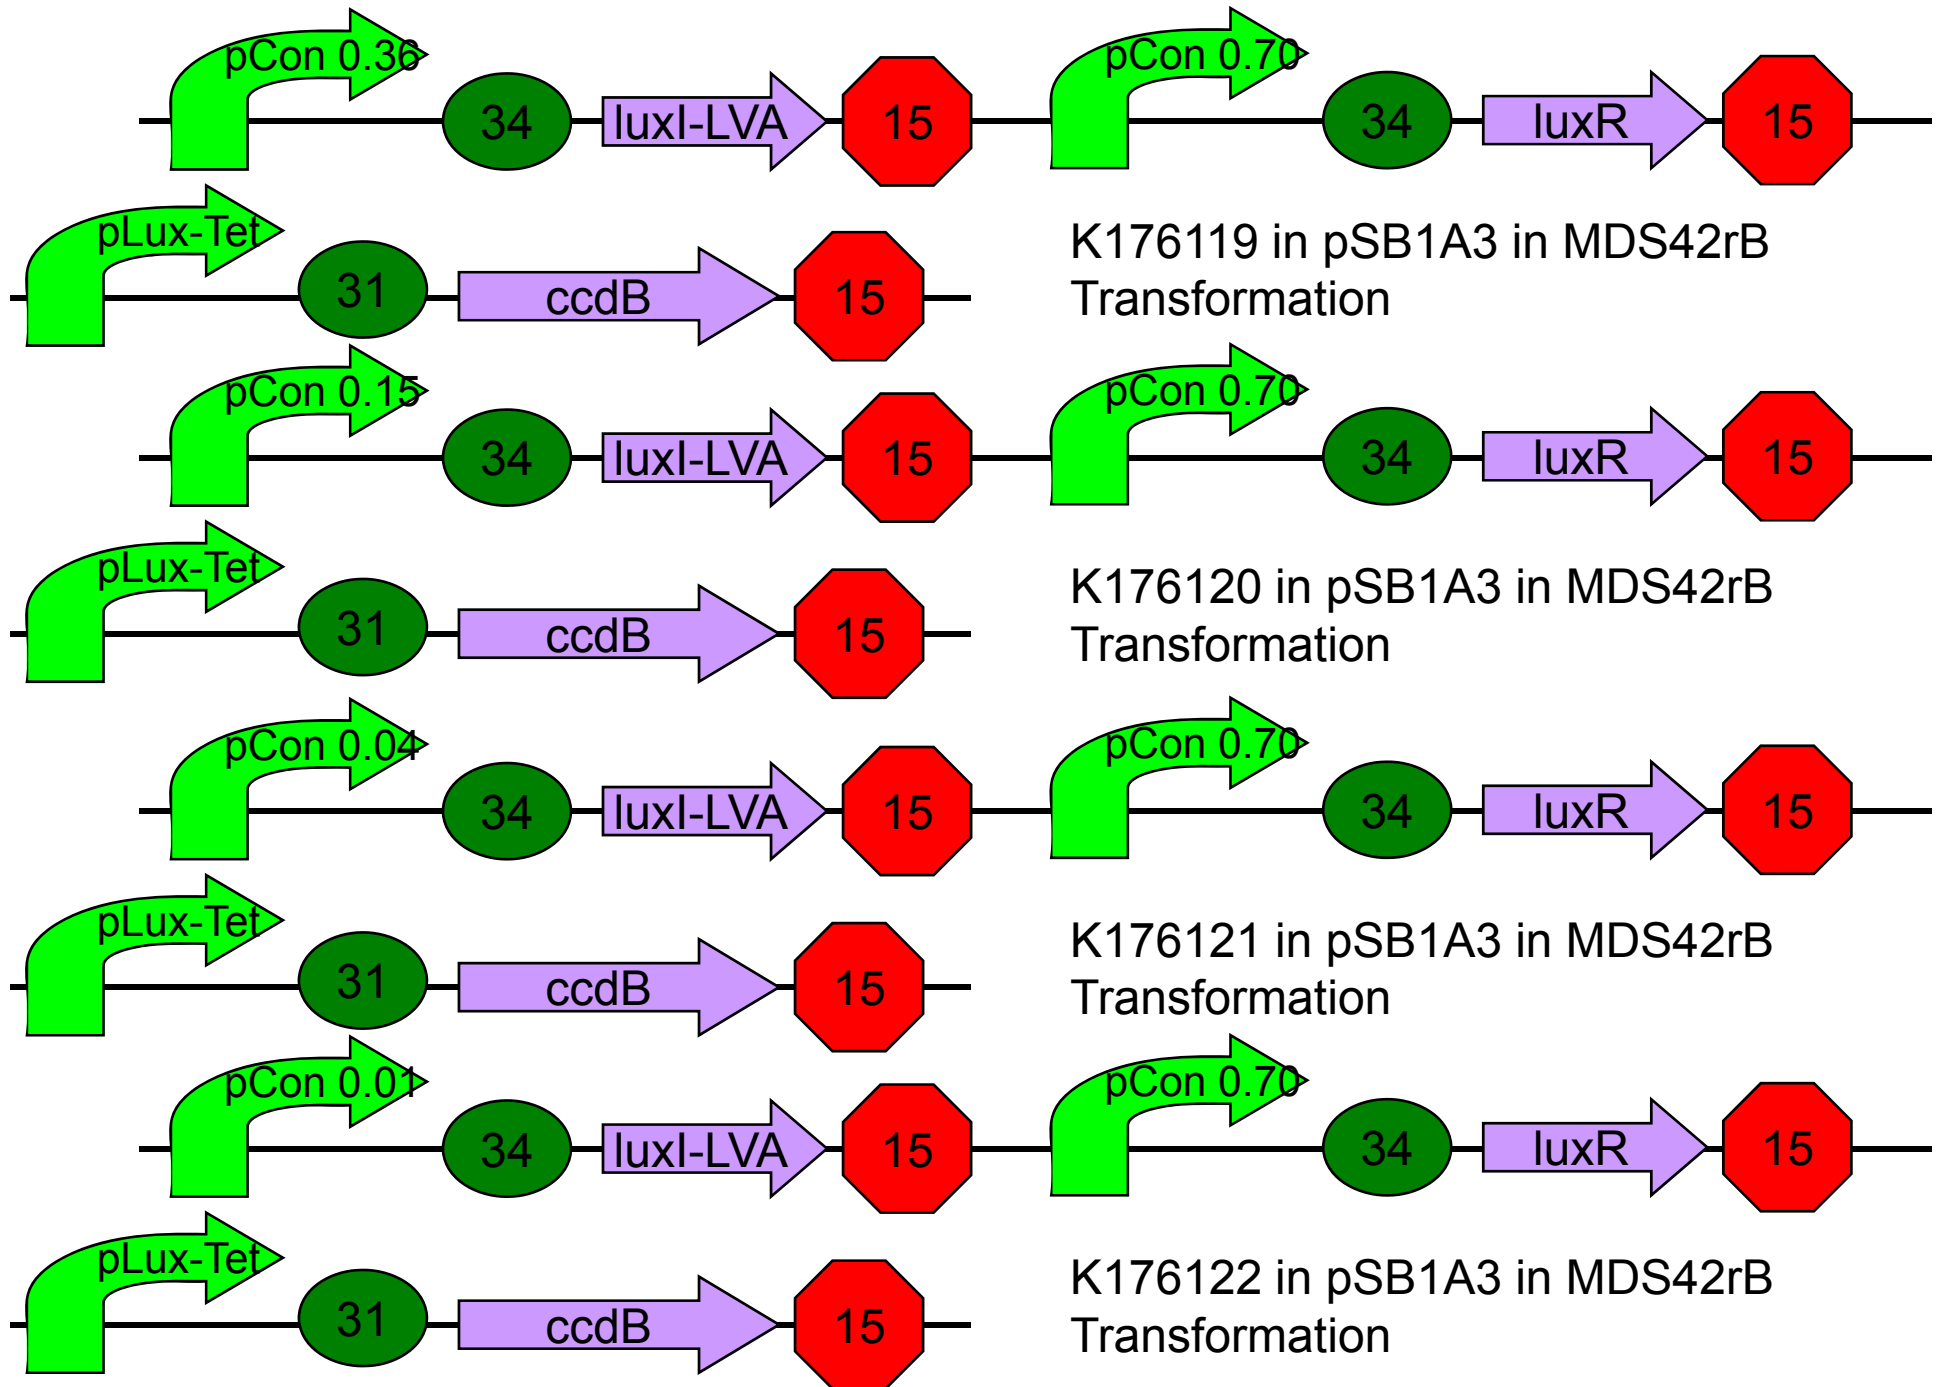 pCon 0.36 34 luxI-LVA 15 pCon 0.70 34 luxR 15
pLux-Tet 31 ccdB 15
K176119 in pSB1A3 in MDS42rB
Transformation
pCon 0.15 34 luxI-LVA 15 pCon 0.70 34 luxR 15
pLux-Tet 31 ccdB 15
K176120 in pSB1A3 in MDS42rB
Transformation
pCon 0.04 34 luxI-LVA 15 pCon 0.70 34 luxR 15
pLux-Tet 31 ccdB 15
K176121 in pSB1A3 in MDS42rB
Transformation
pCon 0.01 34 luxI-LVA 15 pCon 0.70 34 luxR 15
pLux-Tet 31 ccdB 15
K176122 in pSB1A3 in MDS42rB
Transformation